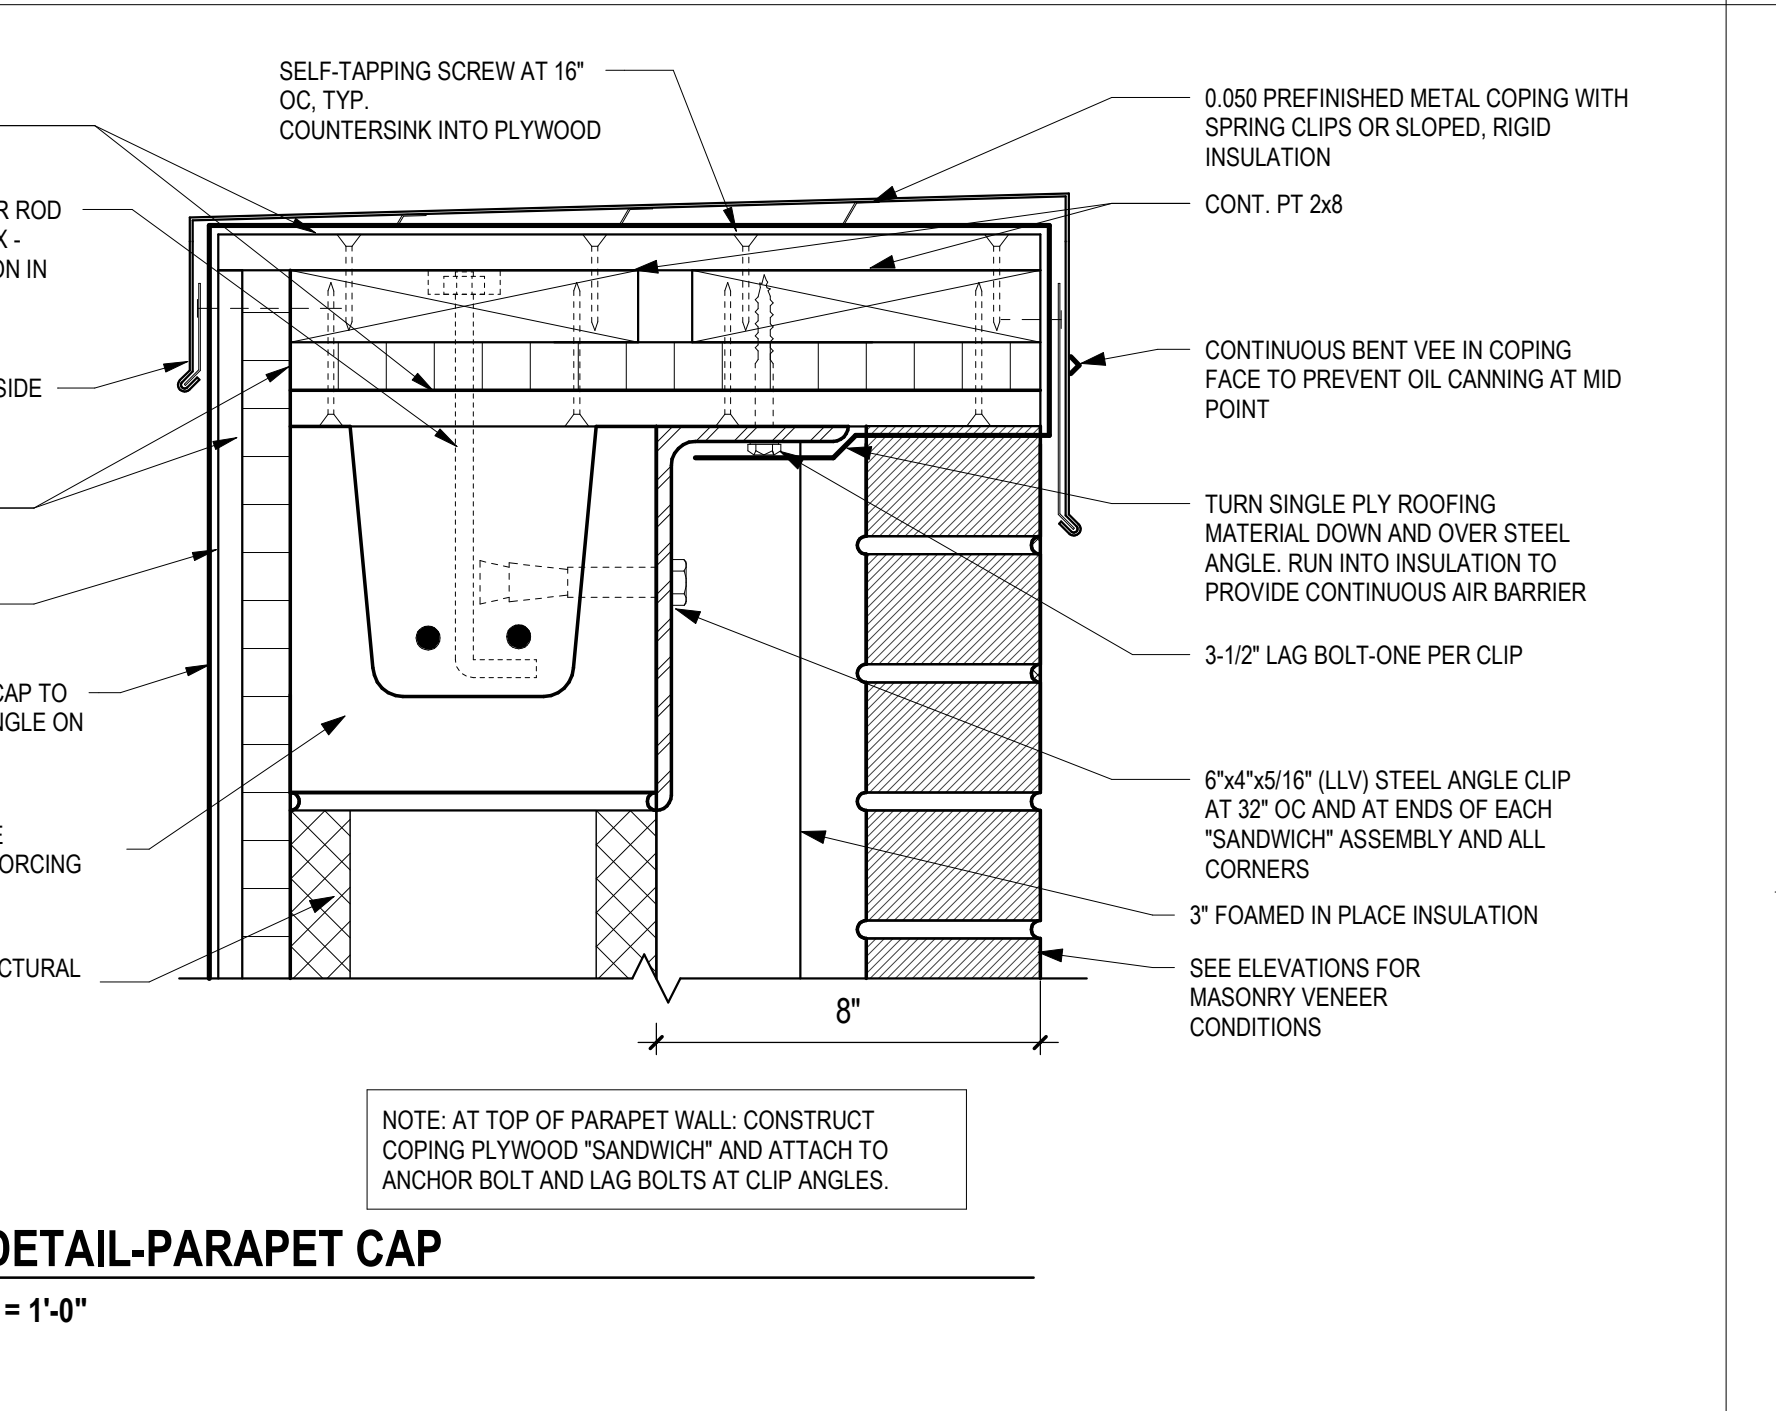 SELF-TAPPING SCREW AT 16"
OC, TYP.
COUNTERSINK INTO PLYWOOD
R ROD
X -
ON IN
SIDE
CAP TO
NGLE ON
E
ORCING
CTURAL
0.050 PREFINISHED METAL COPING WITH
SPRING CLIPS OR SLOPED, RIGID
INSULATION
CONT. PT 2x8
CONTINUOUS BENT VEE IN COPING
FACE TO PREVENT OIL CANNING AT MID
POINT
TURN SINGLE PLY ROOFING
MATERIAL DOWN AND OVER STEEL
ANGLE. RUN INTO INSULATION TO
PROVIDE CONTINUOUS AIR BARRIER
3-1/2" LAG BOLT-ONE PER CLIP
6"x4"x5/16" (LLV) STEEL ANGLE CLIP
AT 32" OC AND AT ENDS OF EACH
"SANDWICH" ASSEMBLY AND ALL
CORNERS
3" FOAMED IN PLACE INSULATION
SEE ELEVATIONS FOR
MASONRY VENEER
CONDITIONS
8"
NOTE: AT TOP OF PARAPET WALL: CONSTRUCT
COPING PLYWOOD "SANDWICH" AND ATTACH TO
ANCHOR BOLT AND LAG BOLTS AT CLIP ANGLES.
DETAIL-PARAPET CAP
= 1'-0"